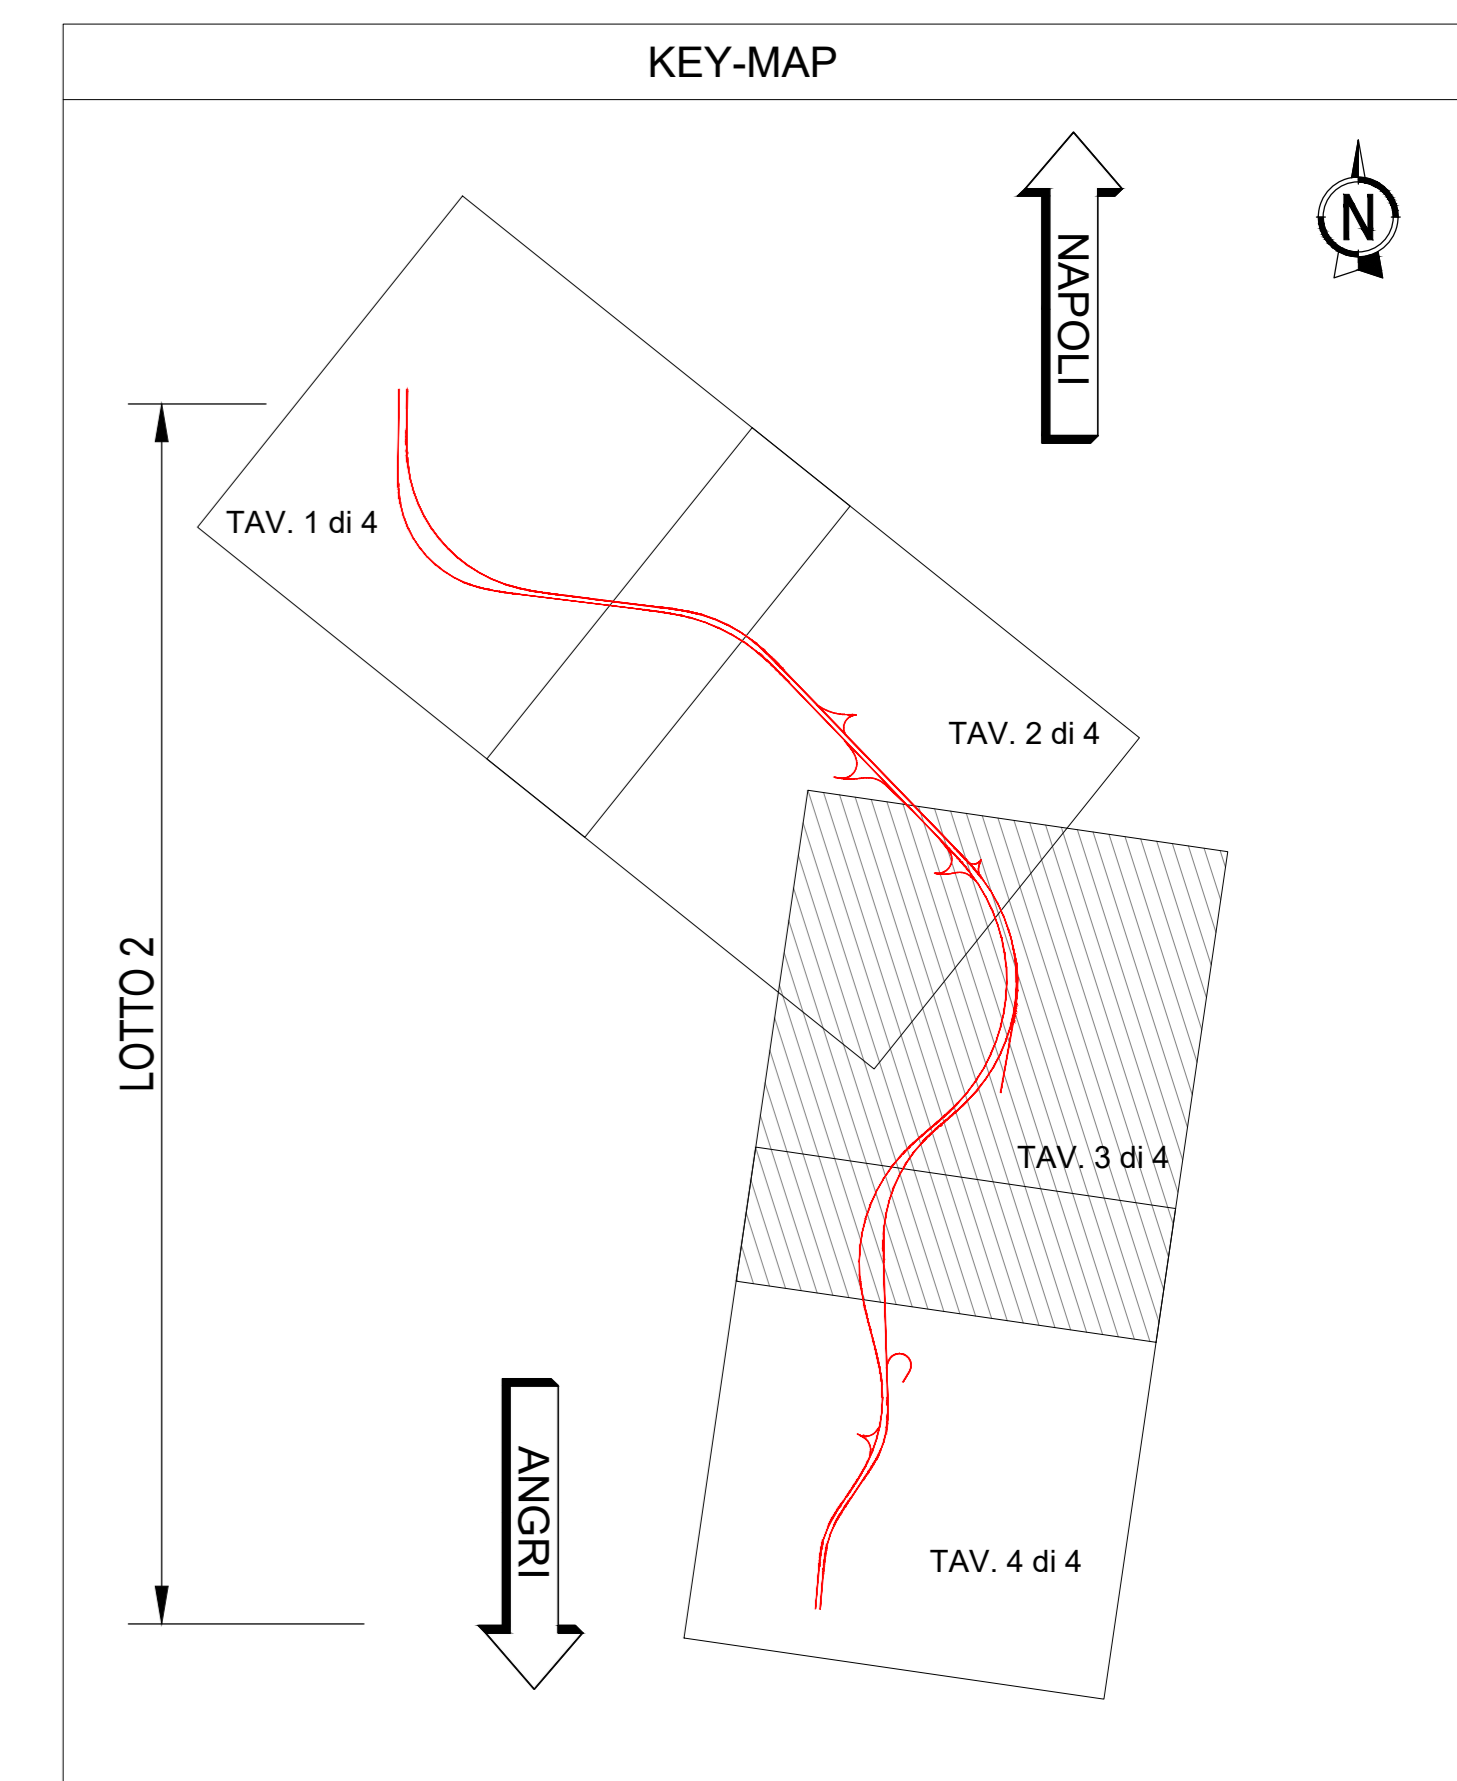 KEY-MAP
NAPOLI
N
TAV. 1 di 4
TAV. 2 di 4
LOTTO 2
TAV. 3 di 4
ANGRI
TAV. 4 di 4